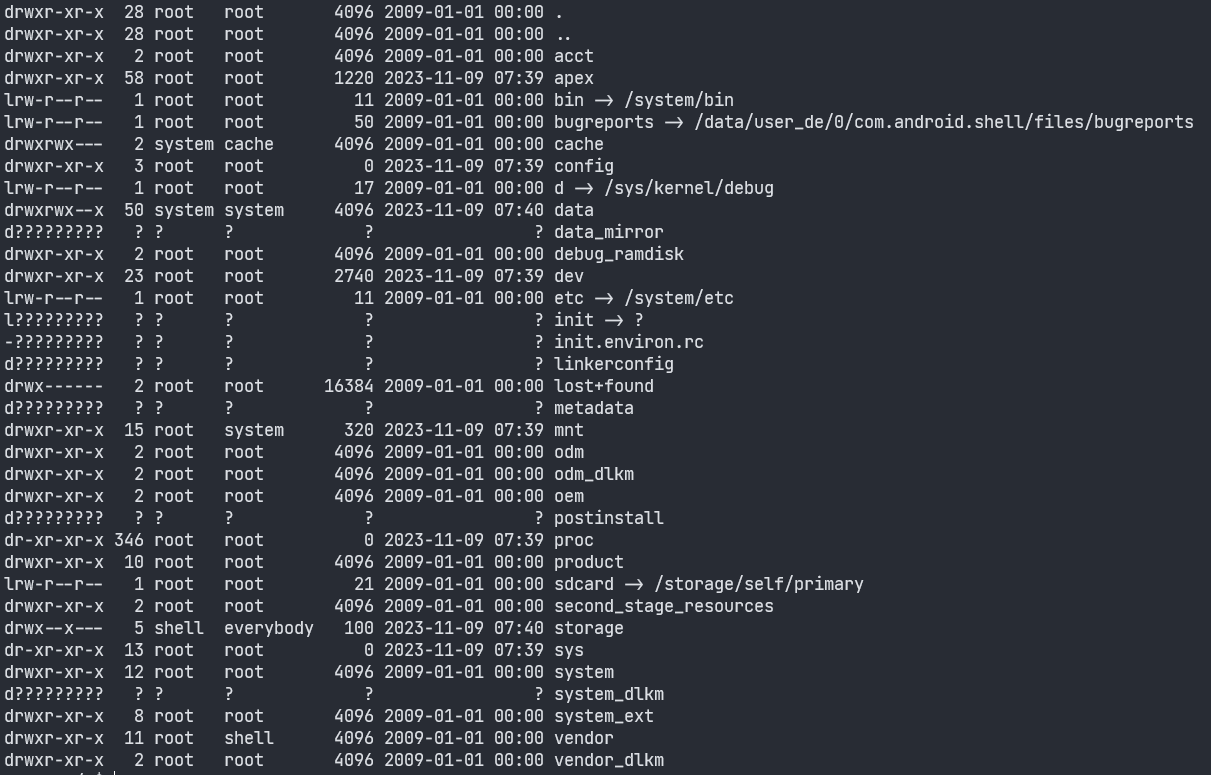 drwxr-xr-x  28 root   root       4096 2009-01-01 00:00 .
drwxr-xr-x  28 root   root       4096 2009-01-01 00:00 ..
drwxr-xr-x   2 root   root       4096 2009-01-01 00:00 acct
drwxr-xr-x  58 root   root       1220 2023-11-09 07:39 apex
lrw-r--r--   1 root   root         11 2009-01-01 00:00 bin -> /system/bin
lrw-r--r--   1 root   root         50 2009-01-01 00:00 bugreports -> /data/user_de/0/com.android.shell/files/bugreports
drwxrwx---   2 system cache      4096 2009-01-01 00:00 cache
drwxr-xr-x   3 root   root          0 2023-11-09 07:39 config
lrw-r--r--   1 root   root         17 2009-01-01 00:00 d -> /sys/kernel/debug
drwxrwx--x  50 system system     4096 2023-11-09 07:40 data
d?????????   ? ?      ?             ?                ? data_mirror
drwxr-xr-x   2 root   root       4096 2009-01-01 00:00 debug_ramdisk
drwxr-xr-x  23 root   root       2740 2023-11-09 07:39 dev
lrw-r--r--   1 root   root         11 2009-01-01 00:00 etc -> /system/etc
l?????????   ? ?      ?             ?                ? init -> ?
-?????????   ? ?      ?             ?                ? init.environ.rc
d?????????   ? ?      ?             ?                ? linkerconfig
drwx------   2 root   root      16384 2009-01-01 00:00 lost+found
d?????????   ? ?      ?             ?                ? metadata
drwxr-xr-x  15 root   system      320 2023-11-09 07:39 mnt
drwxr-xr-x   2 root   root       4096 2009-01-01 00:00 odm
drwxr-xr-x   2 root   root       4096 2009-01-01 00:00 odm_dlkm
drwxr-xr-x   2 root   root       4096 2009-01-01 00:00 oem
d?????????   ? ?      ?             ?                ? postinstall
dr-xr-xr-x 346 root   root          0 2023-11-09 07:39 proc
drwxr-xr-x  10 root   root       4096 2009-01-01 00:00 product
lrw-r--r--   1 root   root         21 2009-01-01 00:00 sdcard -> /storage/self/primary
drwxr-xr-x   2 root   root       4096 2009-01-01 00:00 second_stage_resources
drwx--x---   5 shell  everybody   100 2023-11-09 07:40 storage
dr-xr-xr-x  13 root   root          0 2023-11-09 07:39 sys
drwxr-xr-x  12 root   root       4096 2009-01-01 00:00 system
d?????????   ? ?      ?             ?                ? system_dlkm
drwxr-xr-x   8 root   root       4096 2009-01-01 00:00 system_ext
drwxr-xr-x  11 root   shell      4096 2009-01-01 00:00 vendor
drwxr-xr-x   2 root   root       4096 2009-01-01 00:00 vendor_dlkm